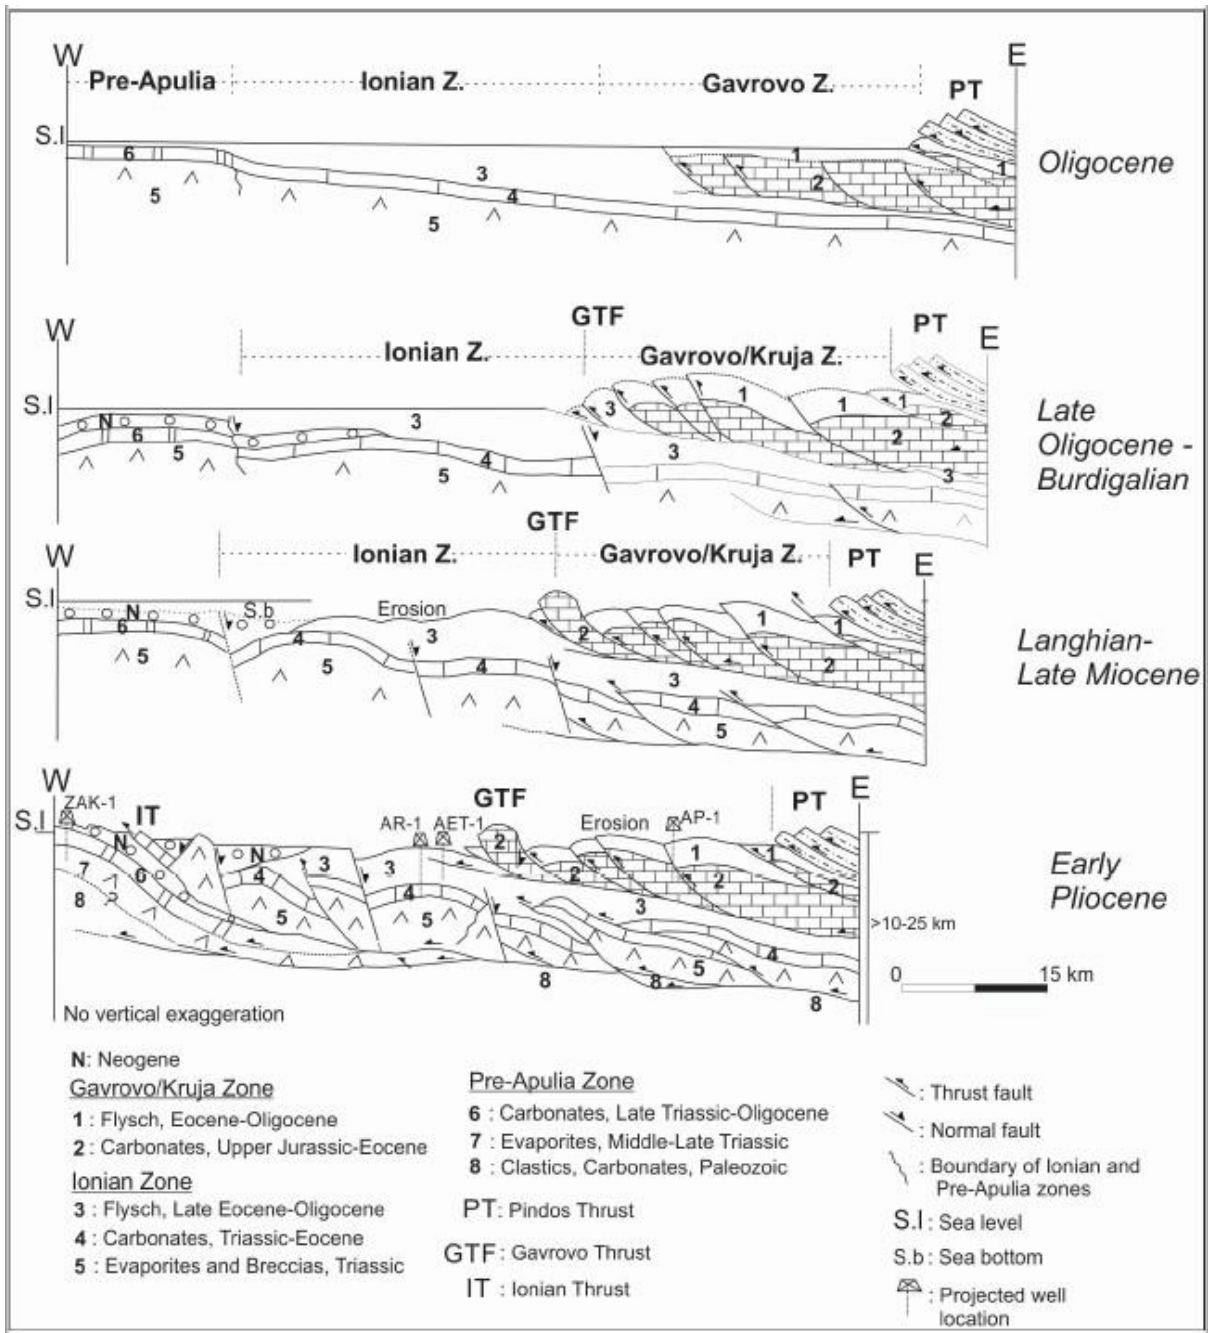 W E
Pre-Apulia Ionian Z. Gavrovo Z. PT
S.l
6 3 1 1
5 4 2
5
Oligocene
GTF
W PT E
Ionian Z. Gavrovo/Kruja Z.
S.l
N 3 3 1 1 1 2
6 2
5 4 3 3
5
Late
Oligocene -
Burdigalian
GTF
W Ionian Z. Gavrovo/Kruja Z. PT E
S.l
N S.b Erosion 1
6 4 3 2 1
5 5 4 3 2
4
5
Langhian-
Late Miocene
W E
ZAK-1 IT GTF PT
S.l AR-1 AET-1 Erosion AP-1
N N 3 3 2 1 1
7 6 4 4 2 2 2
8 5 5 3
4
5
8 8 8
>10-25 km
Early
Pliocene
0 15 km
No vertical exaggeration
N: Neogene
Gavrovo/Kruja Zone
1 : Flysch, Eocene-Oligocene
2 : Carbonates, Upper Jurassic-Eocene
Ionian Zone
3 : Flysch, Late Eocene-Oligocene
4 : Carbonates, Triassic-Eocene
5 : Evaporites and Breccias, Triassic
Pre-Apulia Zone
6 : Carbonates, Late Triassic-Oligocene
7 : Evaporites, Middle-Late Triassic
8 : Clastics, Carbonates, Paleozoic
PT: Pindos Thrust
GTF : Gavrovo Thrust
IT : Ionian Thrust
: Thrust fault
: Normal fault
: Boundary of Ionian and
Pre-Apulia zones
S.l : Sea level
S.b : Sea bottom
: Projected well
location